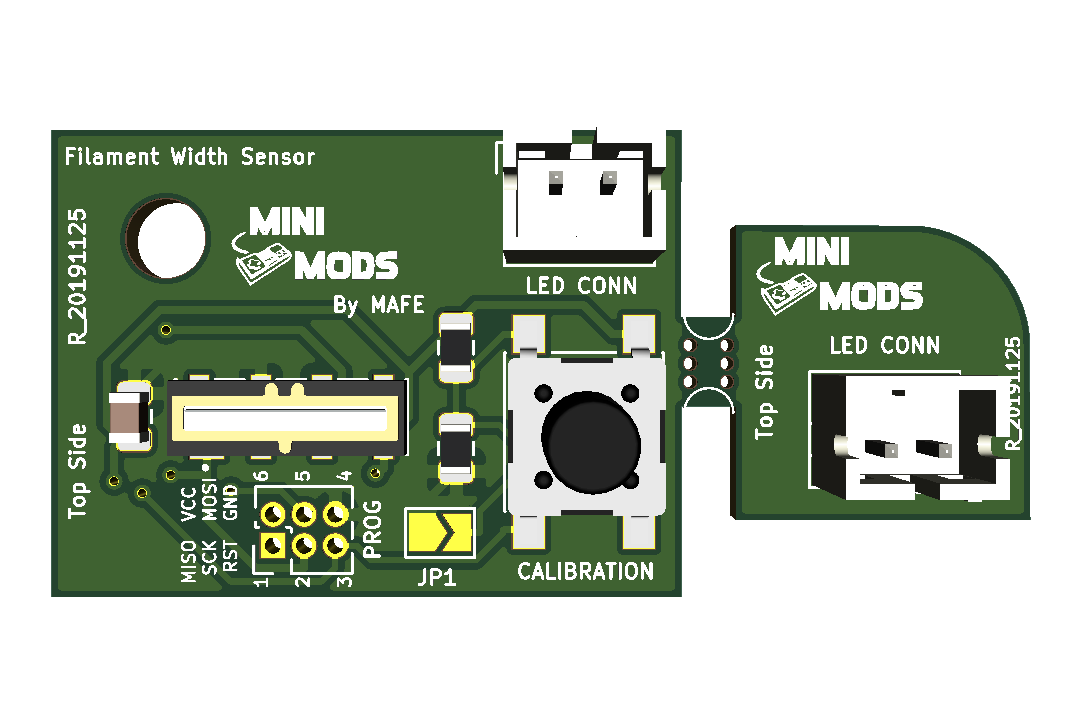 Filament Width Sensor
R_20191125
MINI
MODS
By MAFE
LED CONN
Top Side
VCC
MOSI
GND
MISO
SCK
RST
6
5
4
1
2
3
PROG
JP1
CALIBRATION
MINI
MODS
LED CONN
Top Side
R_20191125